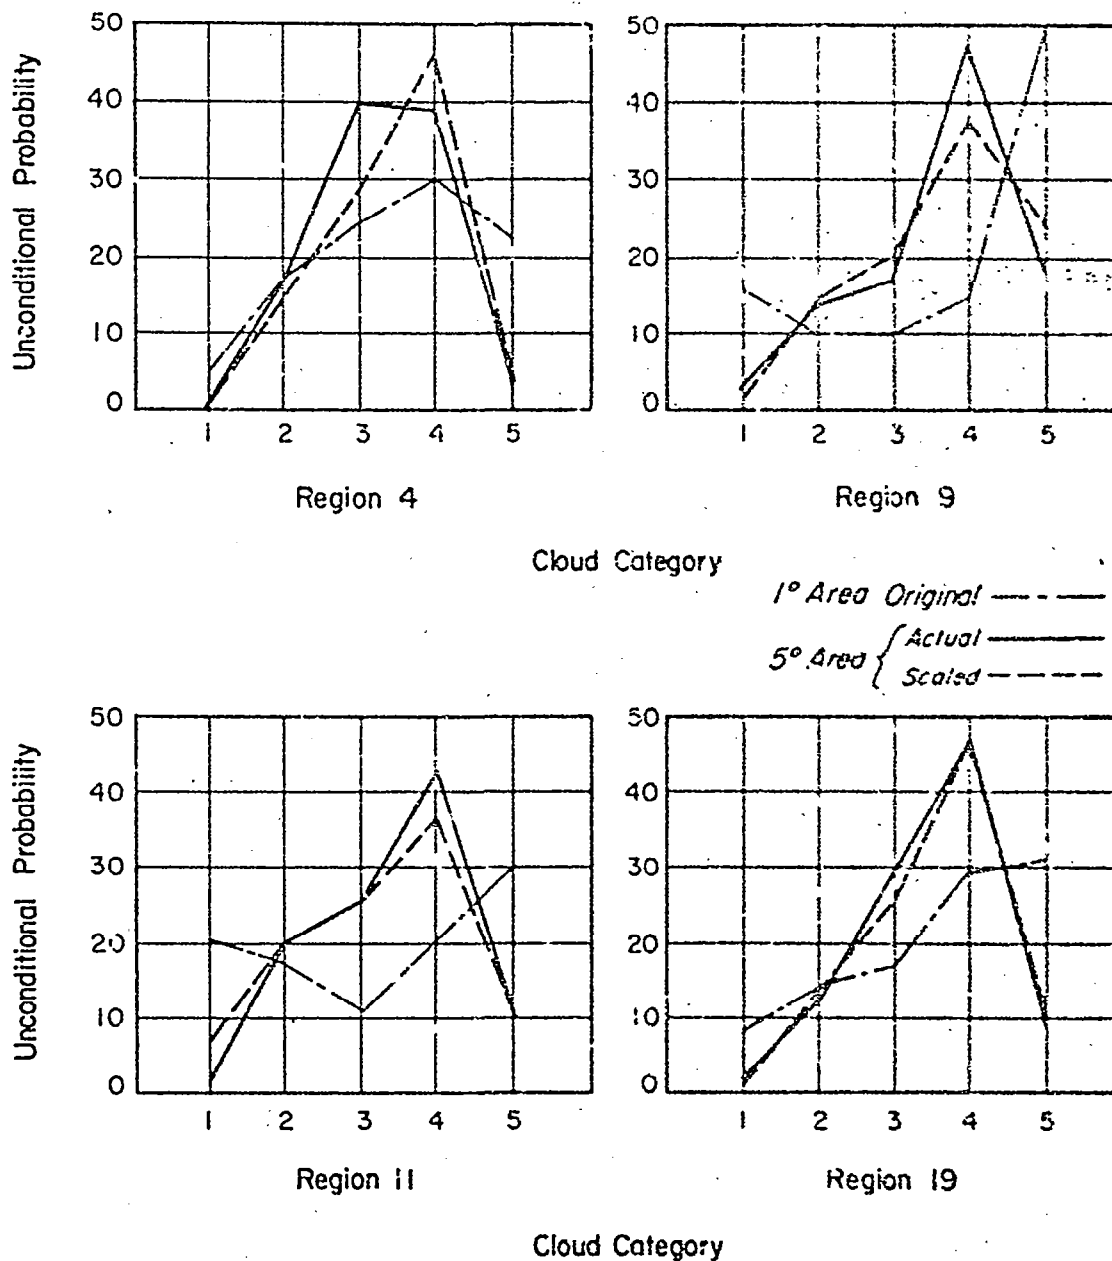 50
40
30
20
10
0
Unconditional Probability
1 2 3 4 5
Region 4
50
40
30
20
10
0
1 2 3 4 5
Region 9
Cloud Category
1° Area Original
5° Area { Actual
Scaled
50
40
30
20
10
0
Unconditional Probability
1 2 3 4 5
Region 11
50
40
30
20
10
0
1 2 3 4 5
Region 19
Cloud Category